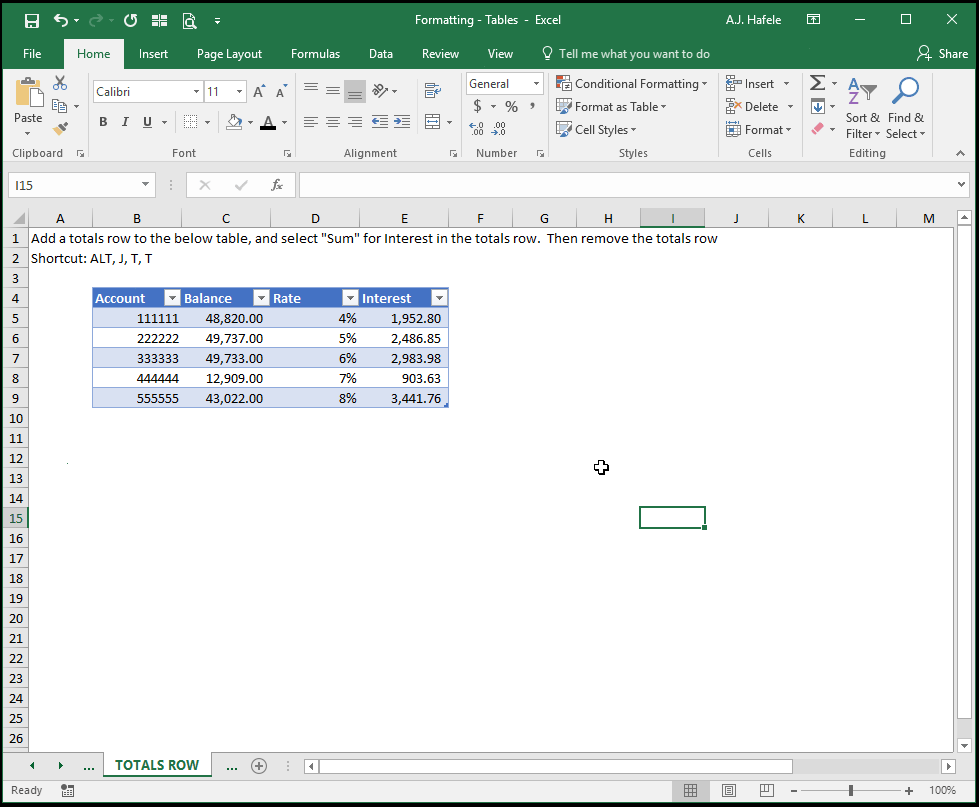 Formatting - Tables - Excel
A.J. Hafele
File Home Insert Page Layout Formulas Data Review View Tell me what you want to do Share
Paste
Calibri 11
B I U
General
$ % ,
Conditional Formatting
Format as Table
Cell Styles
Insert
Delete
Format
Sort & Filter
Find & Select
Clipboard Font Alignment Number Styles Cells Editing
I15
fx
A B C D E F G H I J K L M
1 Add a totals row to the below table, and select "Sum" for Interest in the totals row. Then remove the totals row
2 Shortcut: ALT, J, T, T
3
4 Account Balance Rate Interest
5 111111 48,820.00 4% 1,952.80
6 222222 49,737.00 5% 2,486.85
7 333333 49,733.00 6% 2,983.98
8 444444 12,909.00 7% 903.63
9 555555 43,022.00 8% 3,441.76
10
11
12
13
14
15
16
17
18
19
20
21
22
23
24
25
26
... TOTALS ROW ...
Ready
100%